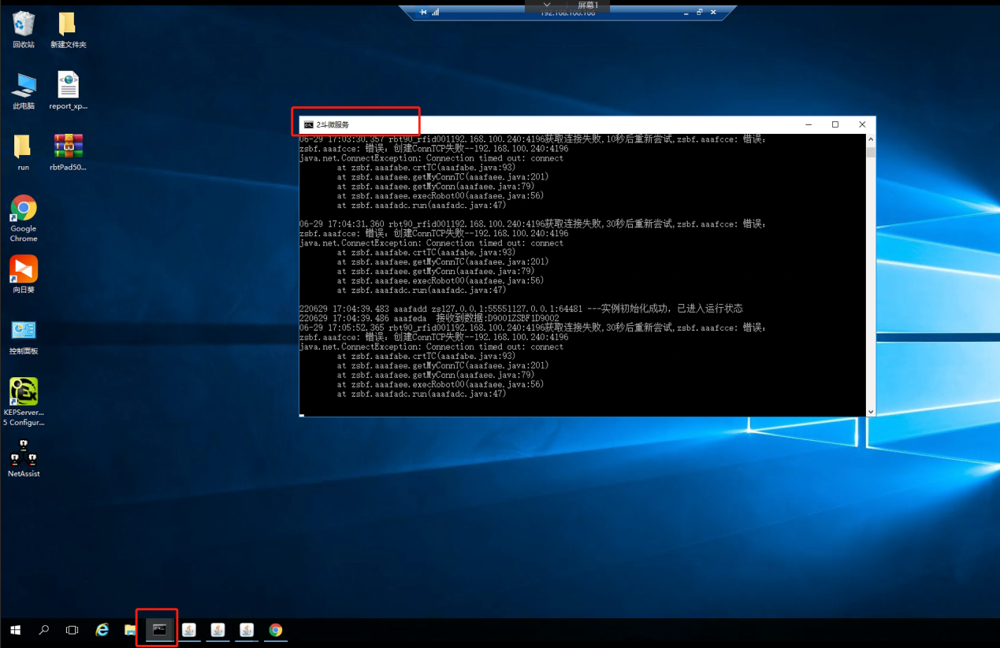 屏幕1
192.168.100.106
回收站
新建文件夹
此电脑
report_xp...
run
rbtPad50...
Google
Chrome
向日葵
控制面板
KEPServer...
5 Configur...
NetAssist
2斗微服务
06-29 17:03:30.357 rbt90_rfid001192.168.100.240:4196获取连接失败,10秒后重新尝试,zsbf.aaafcce: 错误:
zsbf.aaafcce: 错误: 创建ConnTCP失败--192.168.100.240:4196
java.net.ConnectException: Connection timed out: connect
at zsbf.aaafabe.crtTC(aaafabe.java:93)
at zsbf.aaafaee.getMyConnTC(aaafaee.java:201)
at zsbf.aaafaee.getMyConn(aaafaee.java:79)
at zsbf.aaafaee.execRobot00(aaafaee.java:56)
at zsbf.aaafadc.run(aaafadc.java:47)
06-29 17:04:31.360 rbt90_rfid001192.168.100.240:4196获取连接失败,30秒后重新尝试,zsbf.aaafcce: 错误:
zsbf.aaafcce: 错误: 创建ConnTCP失败--192.168.100.240:4196
java.net.ConnectException: Connection timed out: connect
at zsbf.aaafabe.crtTC(aaafabe.java:93)
at zsbf.aaafaee.getMyConnTC(aaafaee.java:201)
at zsbf.aaafaee.getMyConn(aaafaee.java:79)
at zsbf.aaafaee.execRobot00(aaafaee.java:56)
at zsbf.aaafadc.run(aaafadc.java:47)
220629 17:04:39.483 aaafadd zs127.0.0.1:55551127.0.0.1:64481 ---实例初始化成功，已进入运行状态
220629 17:04:39.486 aaafeda 接收到数据:D9001ZSBF1D9002
06-29 17:05:52.365 rbt90_rfid001192.168.100.240:4196获取连接失败,30秒后重新尝试,zsbf.aaafcce: 错误:
zsbf.aaafcce: 错误: 创建ConnTCP失败--192.168.100.240:4196
java.net.ConnectException: Connection timed out: connect
at zsbf.aaafabe.crtTC(aaafabe.java:93)
at zsbf.aaafaee.getMyConnTC(aaafaee.java:201)
at zsbf.aaafaee.getMyConn(aaafaee.java:79)
at zsbf.aaafaee.execRobot00(aaafaee.java:56)
at zsbf.aaafadc.run(aaafadc.java:47)